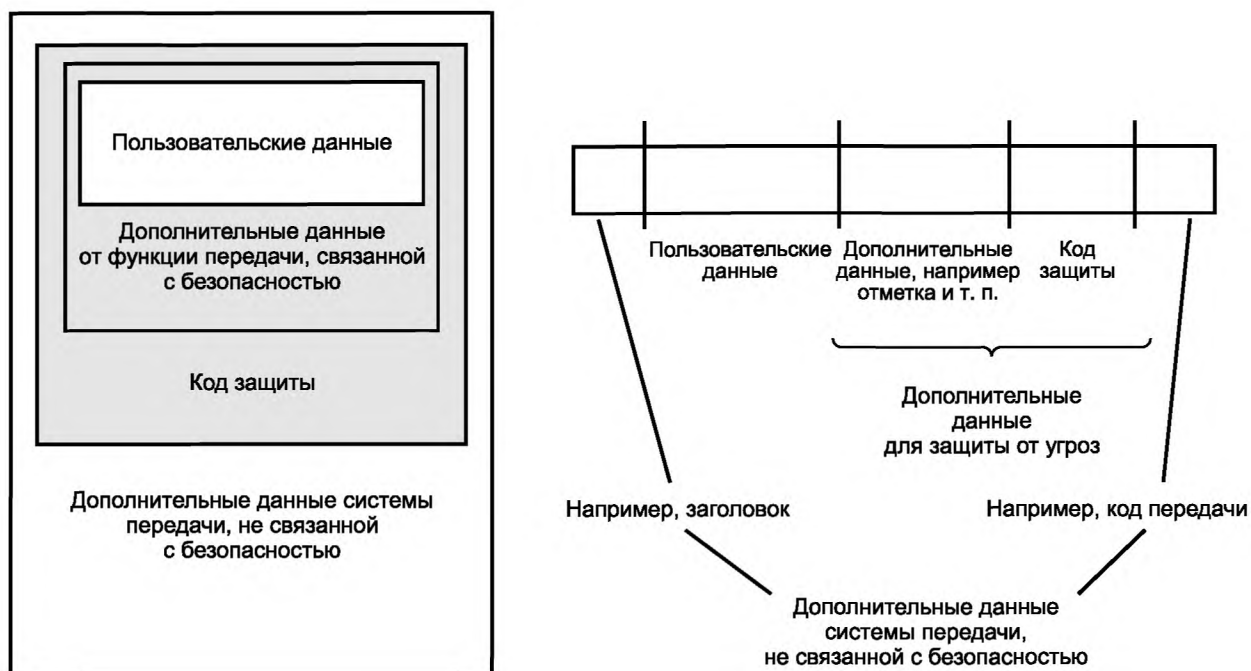 Пользовательские данные
Дополнительные данные
от функции передачи, связанной
с безопасностью
Код защиты
Дополнительные данные системы
передачи, не связанной
с безопасностью
Пользовательские
данные
Дополнительные
данные, например
отметка и т. п.
Код
защиты
Дополнительные
данные
для защиты от угроз
Например, заголовок
Например, код передачи
Дополнительные данные
системы передачи,
не связанной с безопасностью